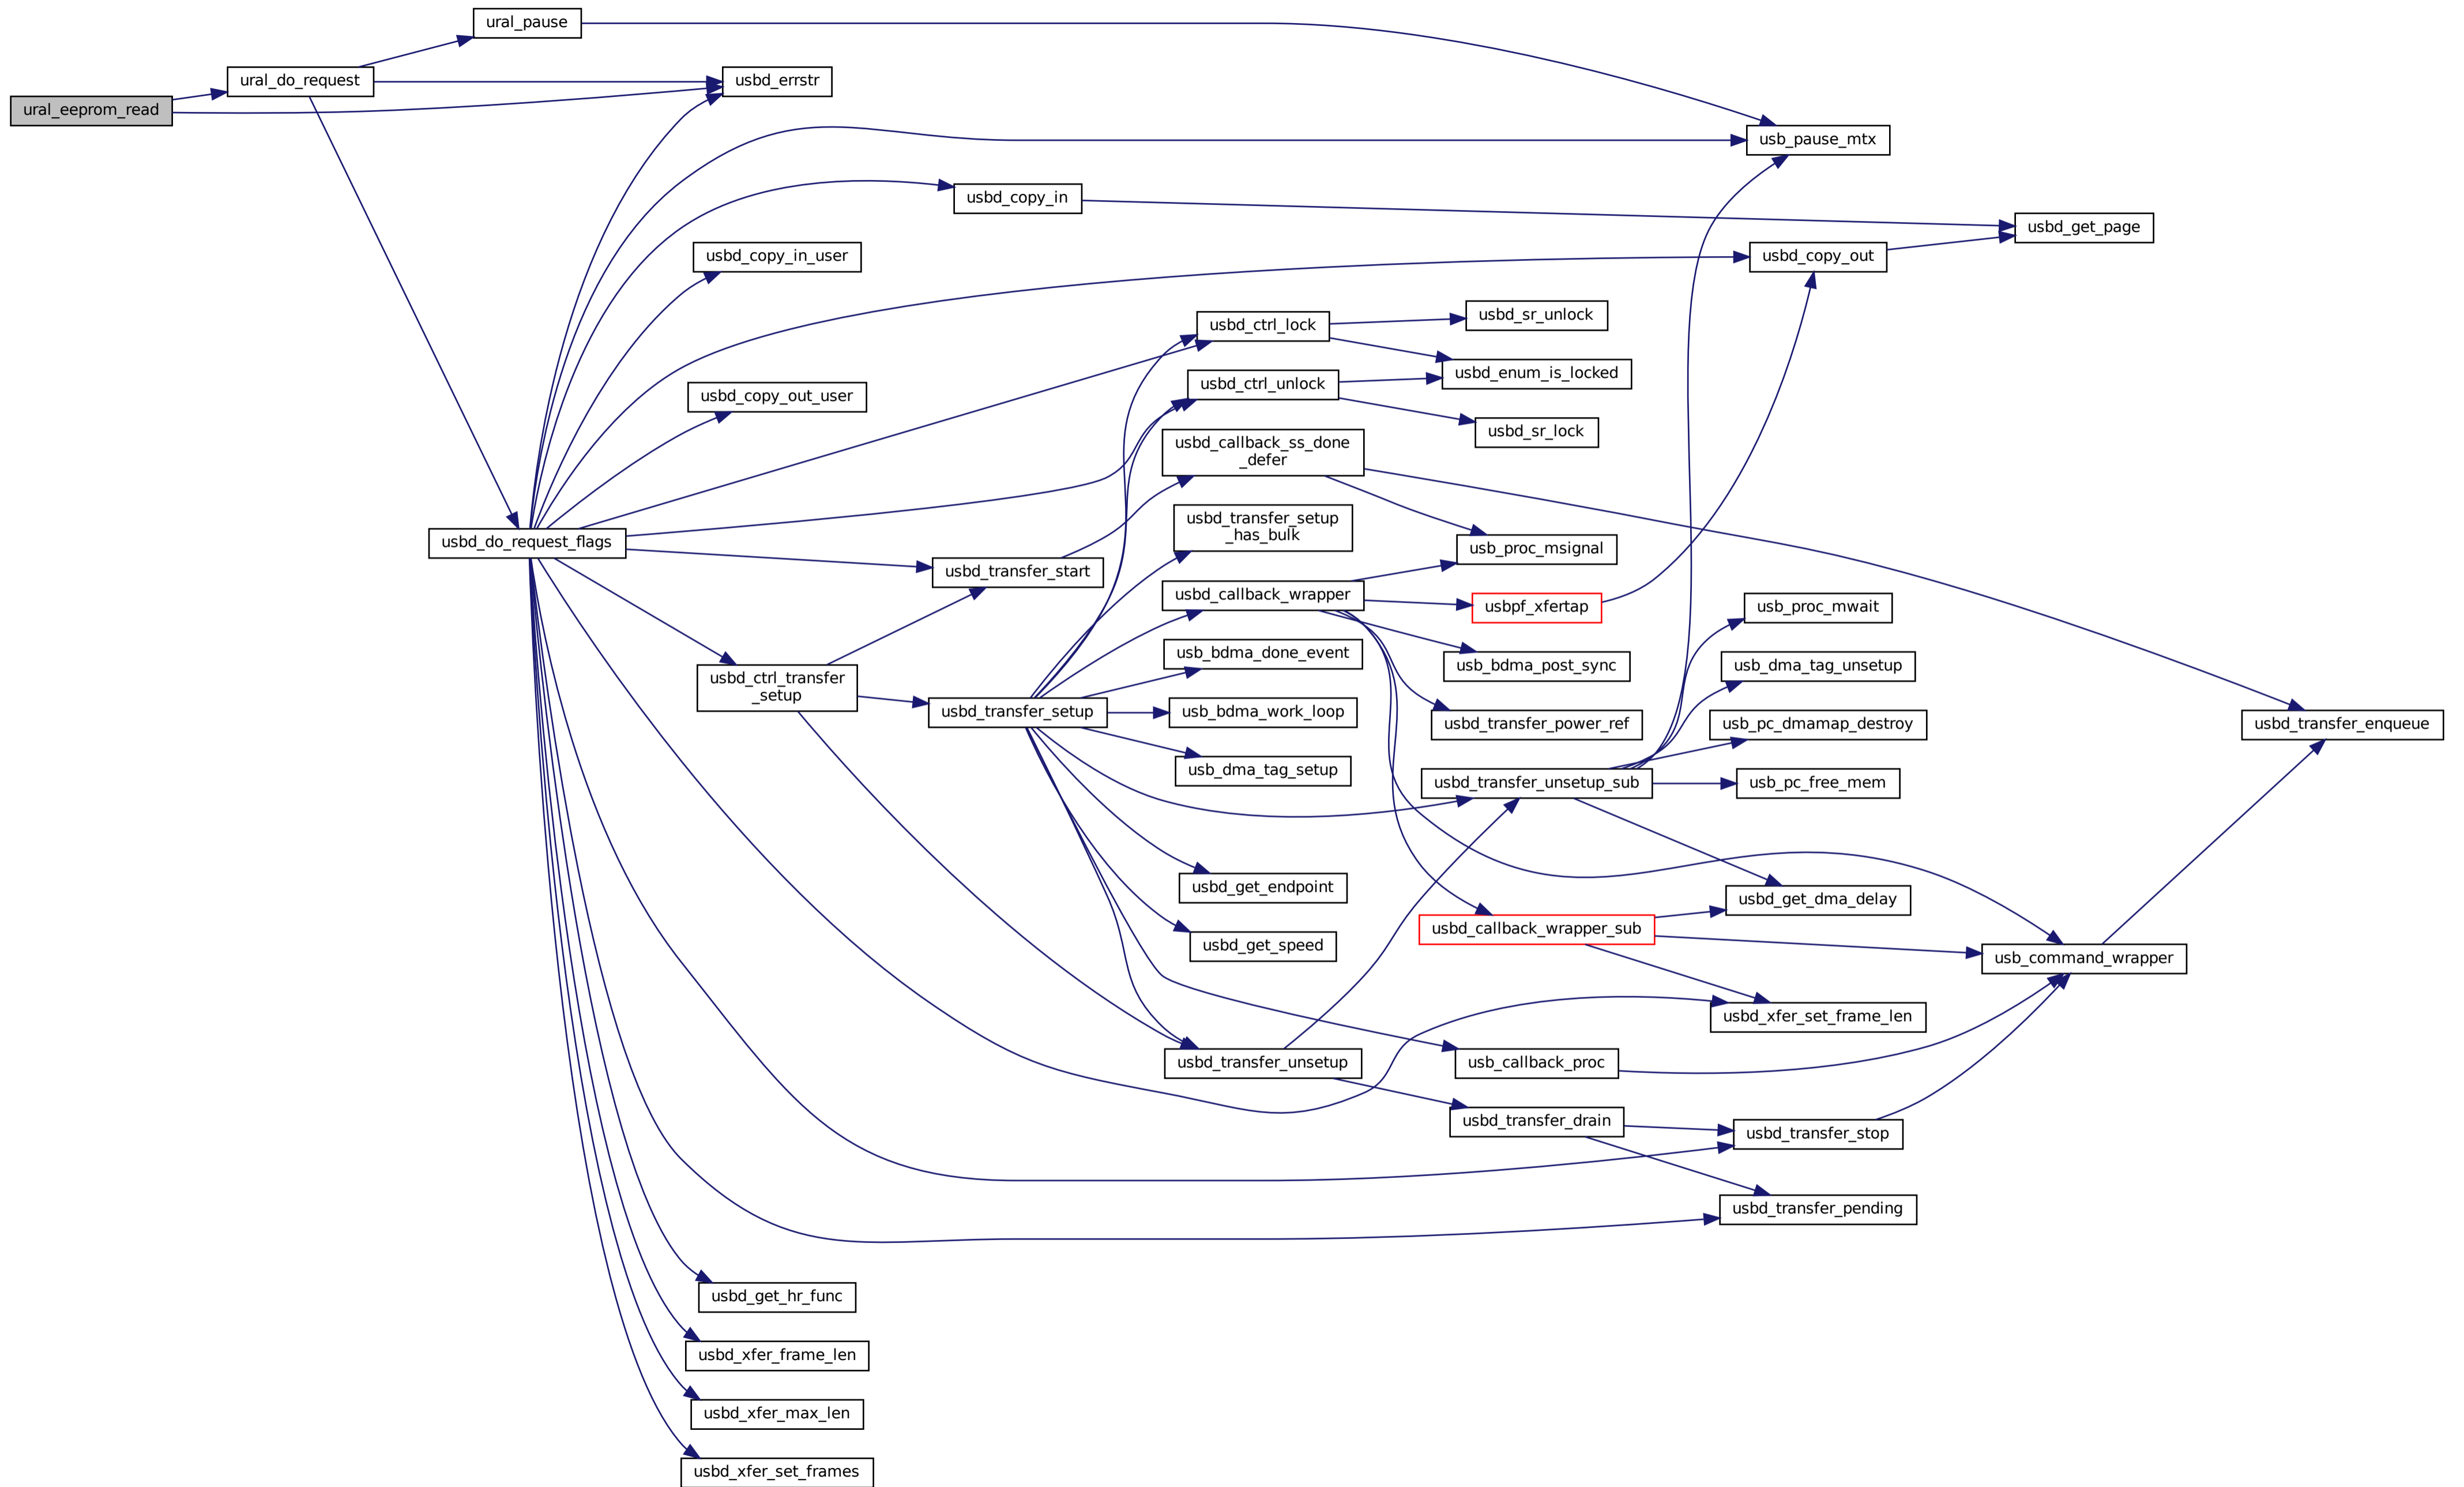 ural_pause
ural_do_request
usbd_errstr
ural_eeprom_read
usb_pause_mtx
usbd_copy_in
usbd_get_page
usbd_copy_in_user
usbd_copy_out
usbd_ctrl_lock
usbd_sr_unlock
usbd_enum_is_locked
usbd_ctrl_unlock
usbd_copy_out_user
usbd_sr_lock
usbd_callback_ss_done
_defer
usbd_transfer_setup
_has_bulk
usbd_do_request_flags
usb_proc_msignal
usbd_transfer_start
usbd_callback_wrapper
usbpf_xfertap
usb_proc_mwait
usb_bdma_done_event
usb_bdma_post_sync
usb_dma_tag_unsetup
usbd_ctrl_transfer
_setup
usbd_transfer_setup
usb_bdma_work_loop
usbd_transfer_power_ref
usb_pc_dmamap_destroy
usbd_transfer_enqueue
usb_dma_tag_setup
usbd_transfer_unsetup_sub
usb_pc_free_mem
usbd_get_endpoint
usbd_get_dma_delay
usbd_get_speed
usbd_callback_wrapper_sub
usb_command_wrapper
usbd_xfer_set_frame_len
usbd_transfer_unsetup
usb_callback_proc
usbd_transfer_drain
usbd_transfer_stop
usbd_transfer_pending
usbd_get_hr_func
usbd_xfer_frame_len
usbd_xfer_max_len
usbd_xfer_set_frames